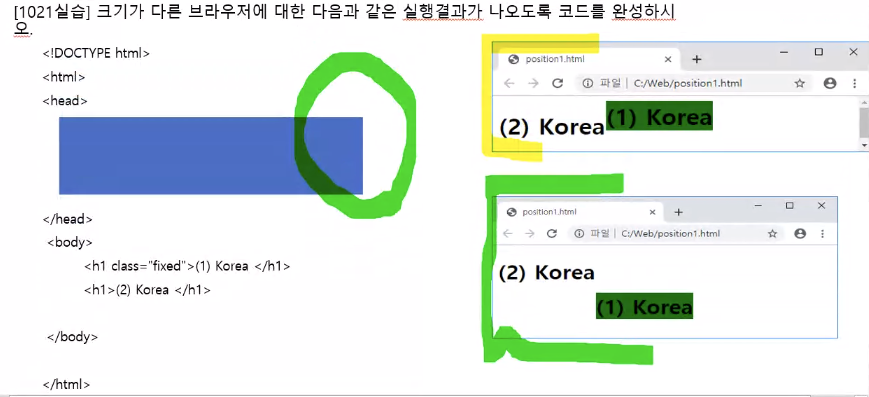 [1021실습] 크기가 다른 브라우저에 대한 다음과 같은 실행결과가 나오도록 코드를 완성하시
오.
<!DOCTYPE html>
<html>
<head>
</head>
<body>
<h1 class="fixed">(1) Korea </h1>
<h1>(2) Korea </h1>
</body>
</html>
position1.html
파일 | C:/Web/position1.html
(2) Korea
(1) Korea
position1.html
파일 | C:/Web/position1.html
(2) Korea
(1) Korea